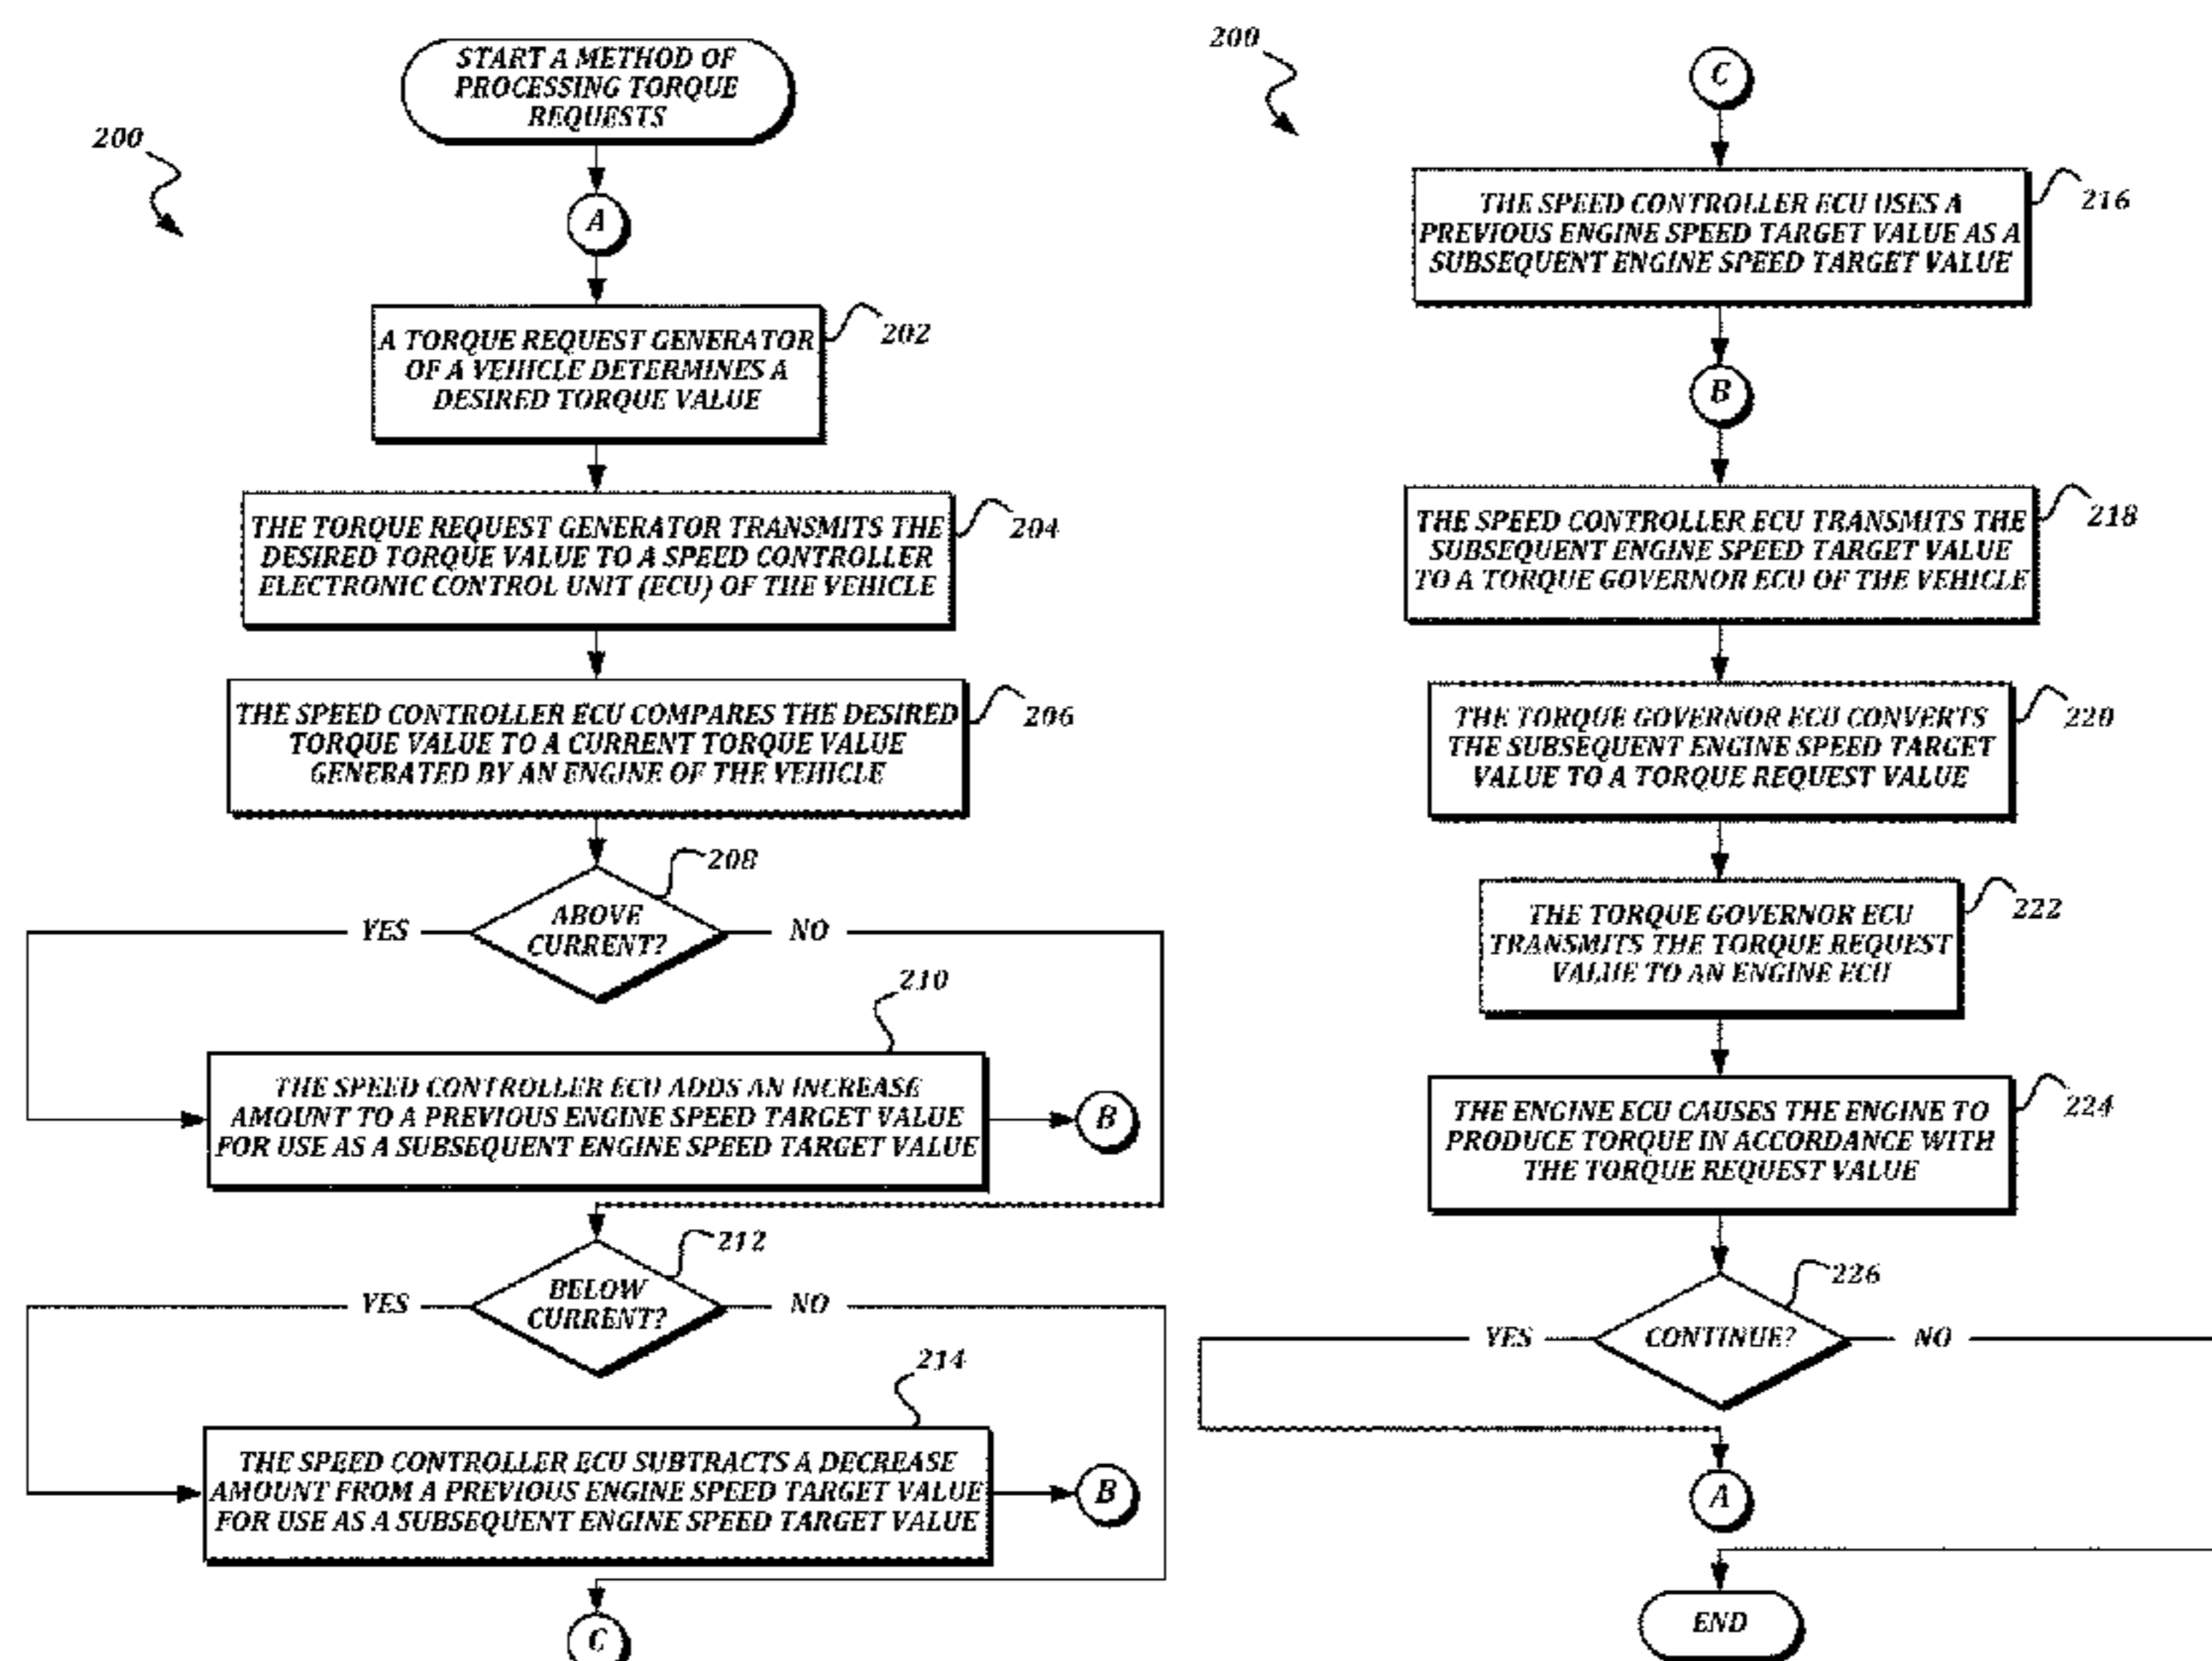 START A METHOD OF
PROCESSING TORQUE
REQUESTS
200
A
A TORQUE REQUEST GENERATOR
OF A VEHICLE DETERMINES A
DESIRED TORQUE VALUE
202
THE TORQUE REQUEST GENERATOR TRANSMITS THE
DESIRED TORQUE VALUE TO A SPEED CONTROLLER
ELECTRONIC CONTROL UNIT (ECU) OF THE VEHICLE
204
THE SPEED CONTROLLER ECU COMPARES THE DESIRED
TORQUE VALUE TO A CURRENT TORQUE VALUE
GENERATED BY AN ENGINE OF THE VEHICLE
206
208
ABOVE
CURRENT?
YES
NO
210
THE SPEED CONTROLLER ECU ADDS AN INCREASE
AMOUNT TO A PREVIOUS ENGINE SPEED TARGET VALUE
FOR USE AS A SUBSEQUENT ENGINE SPEED TARGET VALUE
B
212
BELOW
CURRENT?
YES
NO
214
THE SPEED CONTROLLER ECU SUBTRACTS A DECREASE
AMOUNT FROM A PREVIOUS ENGINE SPEED TARGET VALUE
FOR USE AS A SUBSEQUENT ENGINE SPEED TARGET VALUE
B
C
200
C
THE SPEED CONTROLLER ECU USES A
PREVIOUS ENGINE SPEED TARGET VALUE AS A
SUBSEQUENT ENGINE SPEED TARGET VALUE
216
B
THE SPEED CONTROLLER ECU TRANSMITS THE
SUBSEQUENT ENGINE SPEED TARGET VALUE
TO A TORQUE GOVERNOR ECU OF THE VEHICLE
218
THE TORQUE GOVERNOR ECU CONVERTS
THE SUBSEQUENT ENGINE SPEED TARGET
VALUE TO A TORQUE REQUEST VALUE
220
THE TORQUE GOVERNOR ECU
TRANSMITS THE TORQUE REQUEST
VALUE TO AN ENGINE ECU
222
THE ENGINE ECU CAUSES THE ENGINE TO
PRODUCE TORQUE IN ACCORDANCE WITH
THE TORQUE REQUEST VALUE
224
226
YES
CONTINUE?
NO
A
END